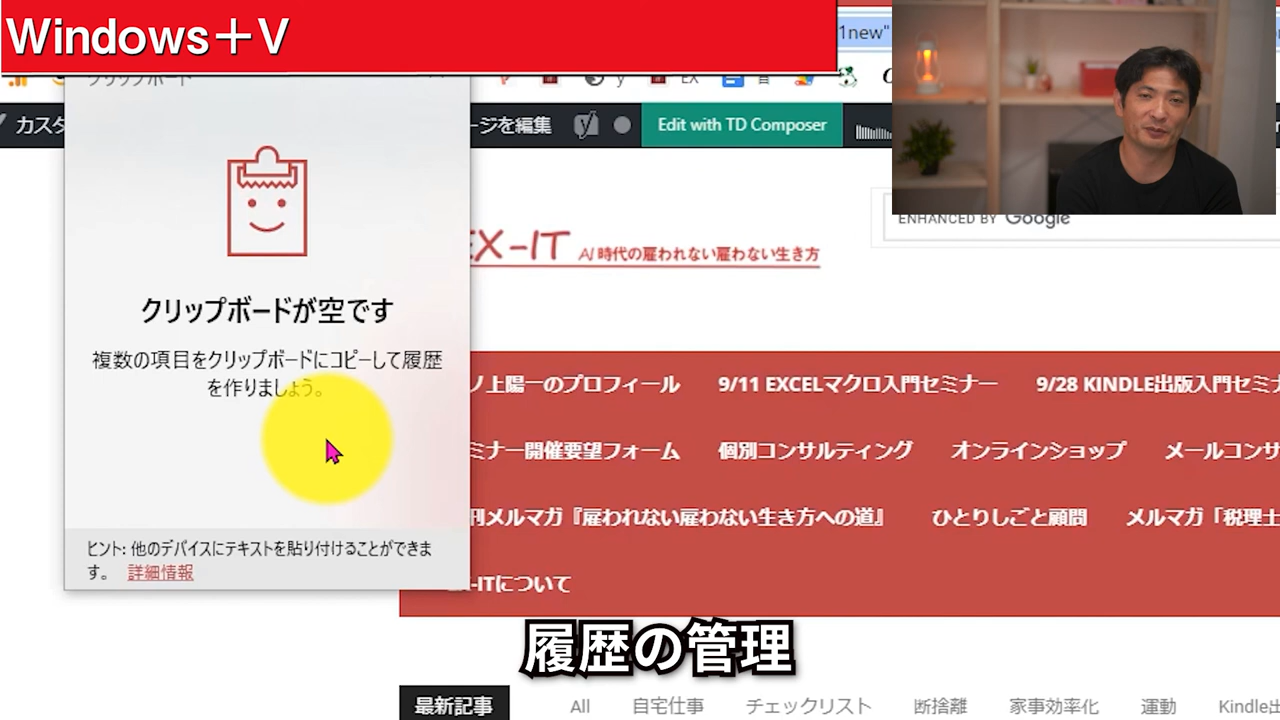 Windows＋V
1new"
クリップボード
EX
カスタ
ージを編集
Edit with TD Composer
ENHANCED BY Google
EX-IT AI時代の雇われない雇わない生き方
クリップボードが空です
複数の項目をクリップボードにコピーして履歴
を作りましょう。
ノ上陽一のプロフィール 9/11 EXCELマクロ入門セミナー 9/28 KINDLE出版入門セミナ
ミナー開催要望フォーム 個別コンサルティング オンラインショップ メールコンサ
刊メルマガ『雇われない雇わない生き方への道』 ひとりしごと顧問 メルマガ「税理士
ヒント: 他のデバイスにテキストを貼り付けることができま
す。 詳細情報
EX-ITについて
履歴の管理
最新記事 All 自宅仕事 チェックリスト 断捨離 家事効率化 運動 Kindle出